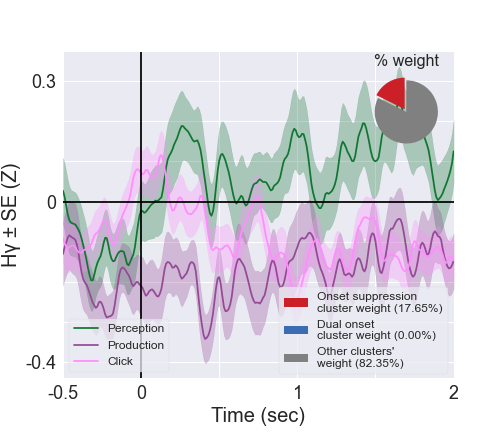 % weight
0.3
0
-0.4
Hγ ± SE (Z)
Perception
Production
Click
Onset suppression
cluster weight (17.65%)
Dual onset
cluster weight (0.00%)
Other clusters'
weight (82.35%)
-0.5
0
1
2
Time (sec)